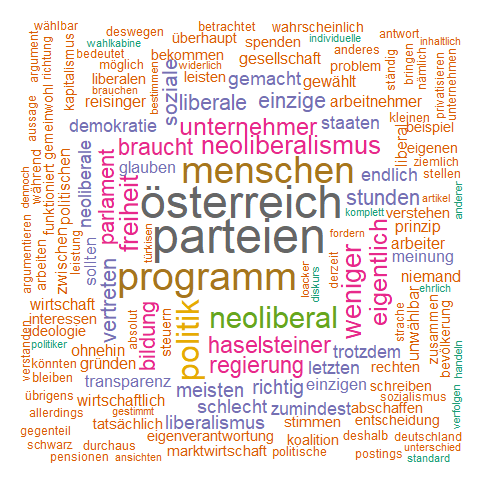 wählbar deswegen betrachtet wahrscheinlich
wahlkabine überhaupt spenden individuelle antwort
argument richtung kapitalismus bedeutet bekommen anderes inhaltlich
möglich gesellschaft problem ständig bringen nämlich privatisieren unternehmen
liberalen bestimmen widerlich leisten gemacht gewählt
brauchen soziale
reisinger liberale einzige arbeitnehmer kleinen
aussage gemeinwohl demokratie unternehmer staaten beispiel
während funktioniert neoliberale braucht neoliberalismus liberal eigenen
glauben endlich ziemlich
dennoch politischen parlament freiheit menschen stellen
argumentieren arbeiten zwischen leistung sollten österreich stunden artikel anderer
türkisen komplett verstehen
parteien fordern prinzip
vertreten programm loacker diskurs derzeit weniger eigentlich arbeiter
meinung
niemand
wirtschaft absolut steuern bildung politik neoliberal strache unwählbar ehrlich
interessen zusammen bevölkerung handeln
ideologie
verstanden politiker ohnehin haselsteiner trotzdem
könnten gründen regierung letzten rechten
bleiben transparenz meisten richtig einzigen schreiben
übrigens wirtschaftlich schlecht zumindest abschaffen sozialismus verfolgen
allerdings gestimmt
gegenteil tatsächlich liberalismus stimmen entscheidung
schwarz durchaus eigenverantwortung koalition deshalb deutschland
pensionen ansichten marktwirtschaft politische postings unterschied
standard